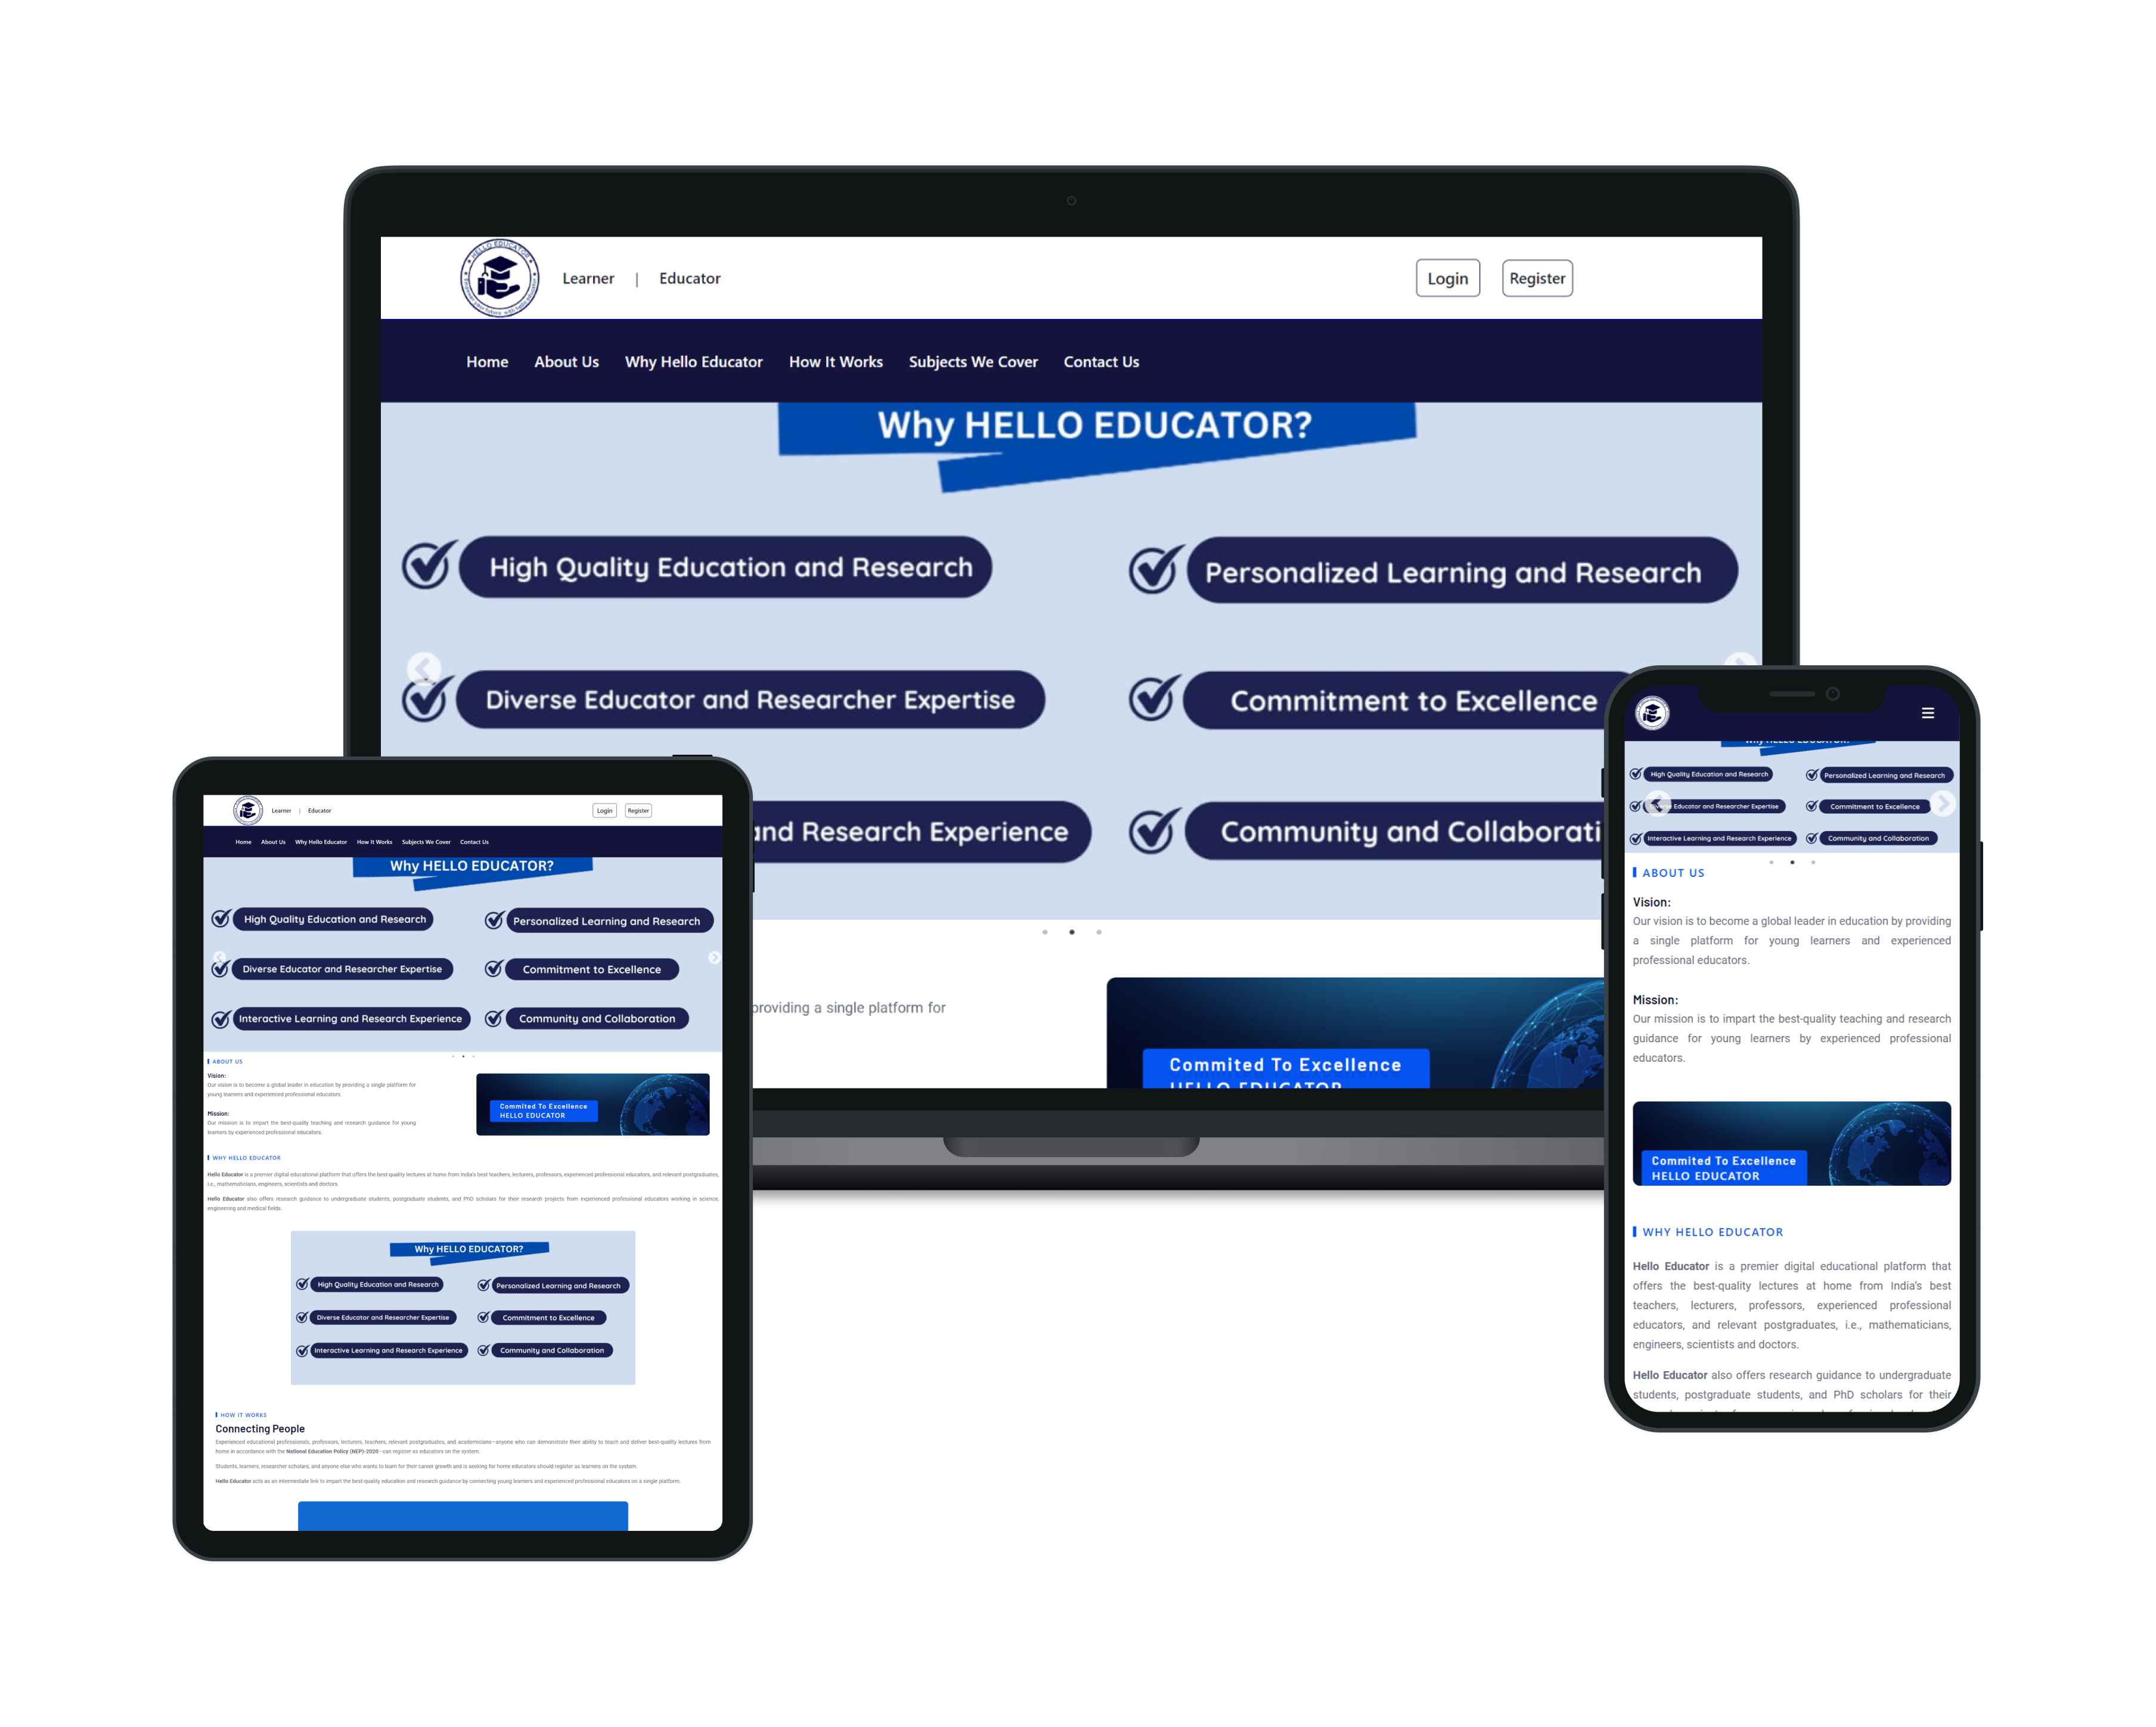 HELLO EDUCATOR
Learner | Educator
Login
Register
Home About Us Why Hello Educator How It Works Subjects We Cover Contact Us
Why HELLO EDUCATOR?
High Quality Education and Research
Personalized Learning and Research
Diverse Educator and Researcher Expertise
Commitment to Excellence
and Research Experience
Community and Collaborati
providing a single platform for
Commited To Excellence
HELLO EDUCATOR
Learner | Educator
Login
Register
Home About Us Why Hello Educator How It Works Subjects We Cover Contact Us
Why HELLO EDUCATOR?
High Quality Education and Research
Personalized Learning and Research
Diverse Educator and Researcher Expertise
Commitment to Excellence
Interactive Learning and Research Experience
Community and Collaboration
ABOUT US
Vision:
Our vision is to become a global leader in education by providing a single platform for
young learners and experienced professional educators.
Mission:
Our mission is to impart the best-quality teaching and research guidance for young
learners by experienced professional educators.
Commited To Excellence
HELLO EDUCATOR
WHY HELLO EDUCATOR
Hello Educator is a premier digital educational platform that offers the best-quality lectures at home from India's best teachers, lecturers, professors, experienced professional educators, and relevant postgraduates,
i.e., mathematicians, engineers, scientists and doctors.
Hello Educator also offers research guidance to undergraduate students, postgraduate students, and PhD scholars for their research projects from experienced professional educators working in science,
engineering and medical fields.
Why HELLO EDUCATOR?
High Quality Education and Research
Personalized Learning and Research
Diverse Educator and Researcher Expertise
Commitment to Excellence
Interactive Learning and Research Experience
Community and Collaboration
HOW IT WORKS
Connecting People
Experienced educational professionals, professors, lecturers, teachers, relevant postgraduates, and academicians—anyone who can demonstrate their ability to teach and deliver best-quality lectures from
home in accordance with the National Education Policy (NEP)-2020—can register as educators on the system.
Students, learners, researcher scholars, and anyone else who wants to learn for their career growth and is seeking for home educators should register as learners on the system.
Hello Educator acts as an intermediate link to impart the best-quality education and research guidance by connecting young learners and experienced professional educators on a single platform.
Why HELLO EDUCATOR?
High Quality Education and Research
Personalized Learning and Research
Diverse Educator and Researcher Expertise
Commitment to Excellence
Interactive Learning and Research Experience
Community and Collaboration
ABOUT US
Vision:
Our vision is to become a global leader in education by providing
a single platform for young learners and experienced
professional educators.
Mission:
Our mission is to impart the best-quality teaching and research
guidance for young learners by experienced professional
educators.
Commited To Excellence
HELLO EDUCATOR
WHY HELLO EDUCATOR
Hello Educator is a premier digital educational platform that
offers the best-quality lectures at home from India's best
teachers, lecturers, professors, experienced professional
educators, and relevant postgraduates, i.e., mathematicians,
engineers, scientists and doctors.
Hello Educator also offers research guidance to undergraduate
students, postgraduate students, and PhD scholars for their